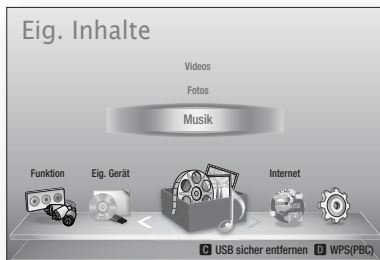 Eig. Inhalte
Videos
Fotos
Musik
Funktion Eig. Gerät Internet
C USB sicher entfernen D WPS(PBC)